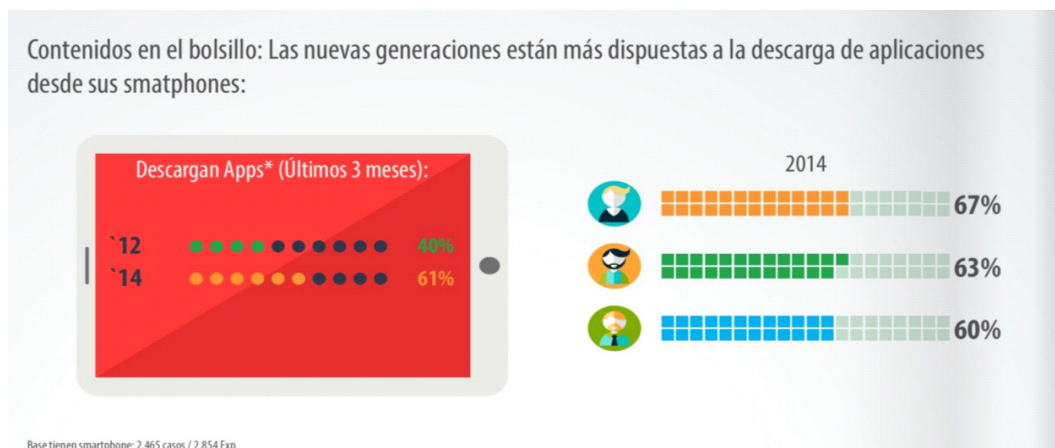 Contenidos en el bolsillo: Las nuevas generaciones están más dispuestas a la descarga de aplicaciones
desde sus smatphones:
Descargan Apps* (Últimos 3 meses):
`12 40%
`14 61%
2014
67%
63%
60%
Base tienen smartphone: 2.465 casos / 2.854 Exp